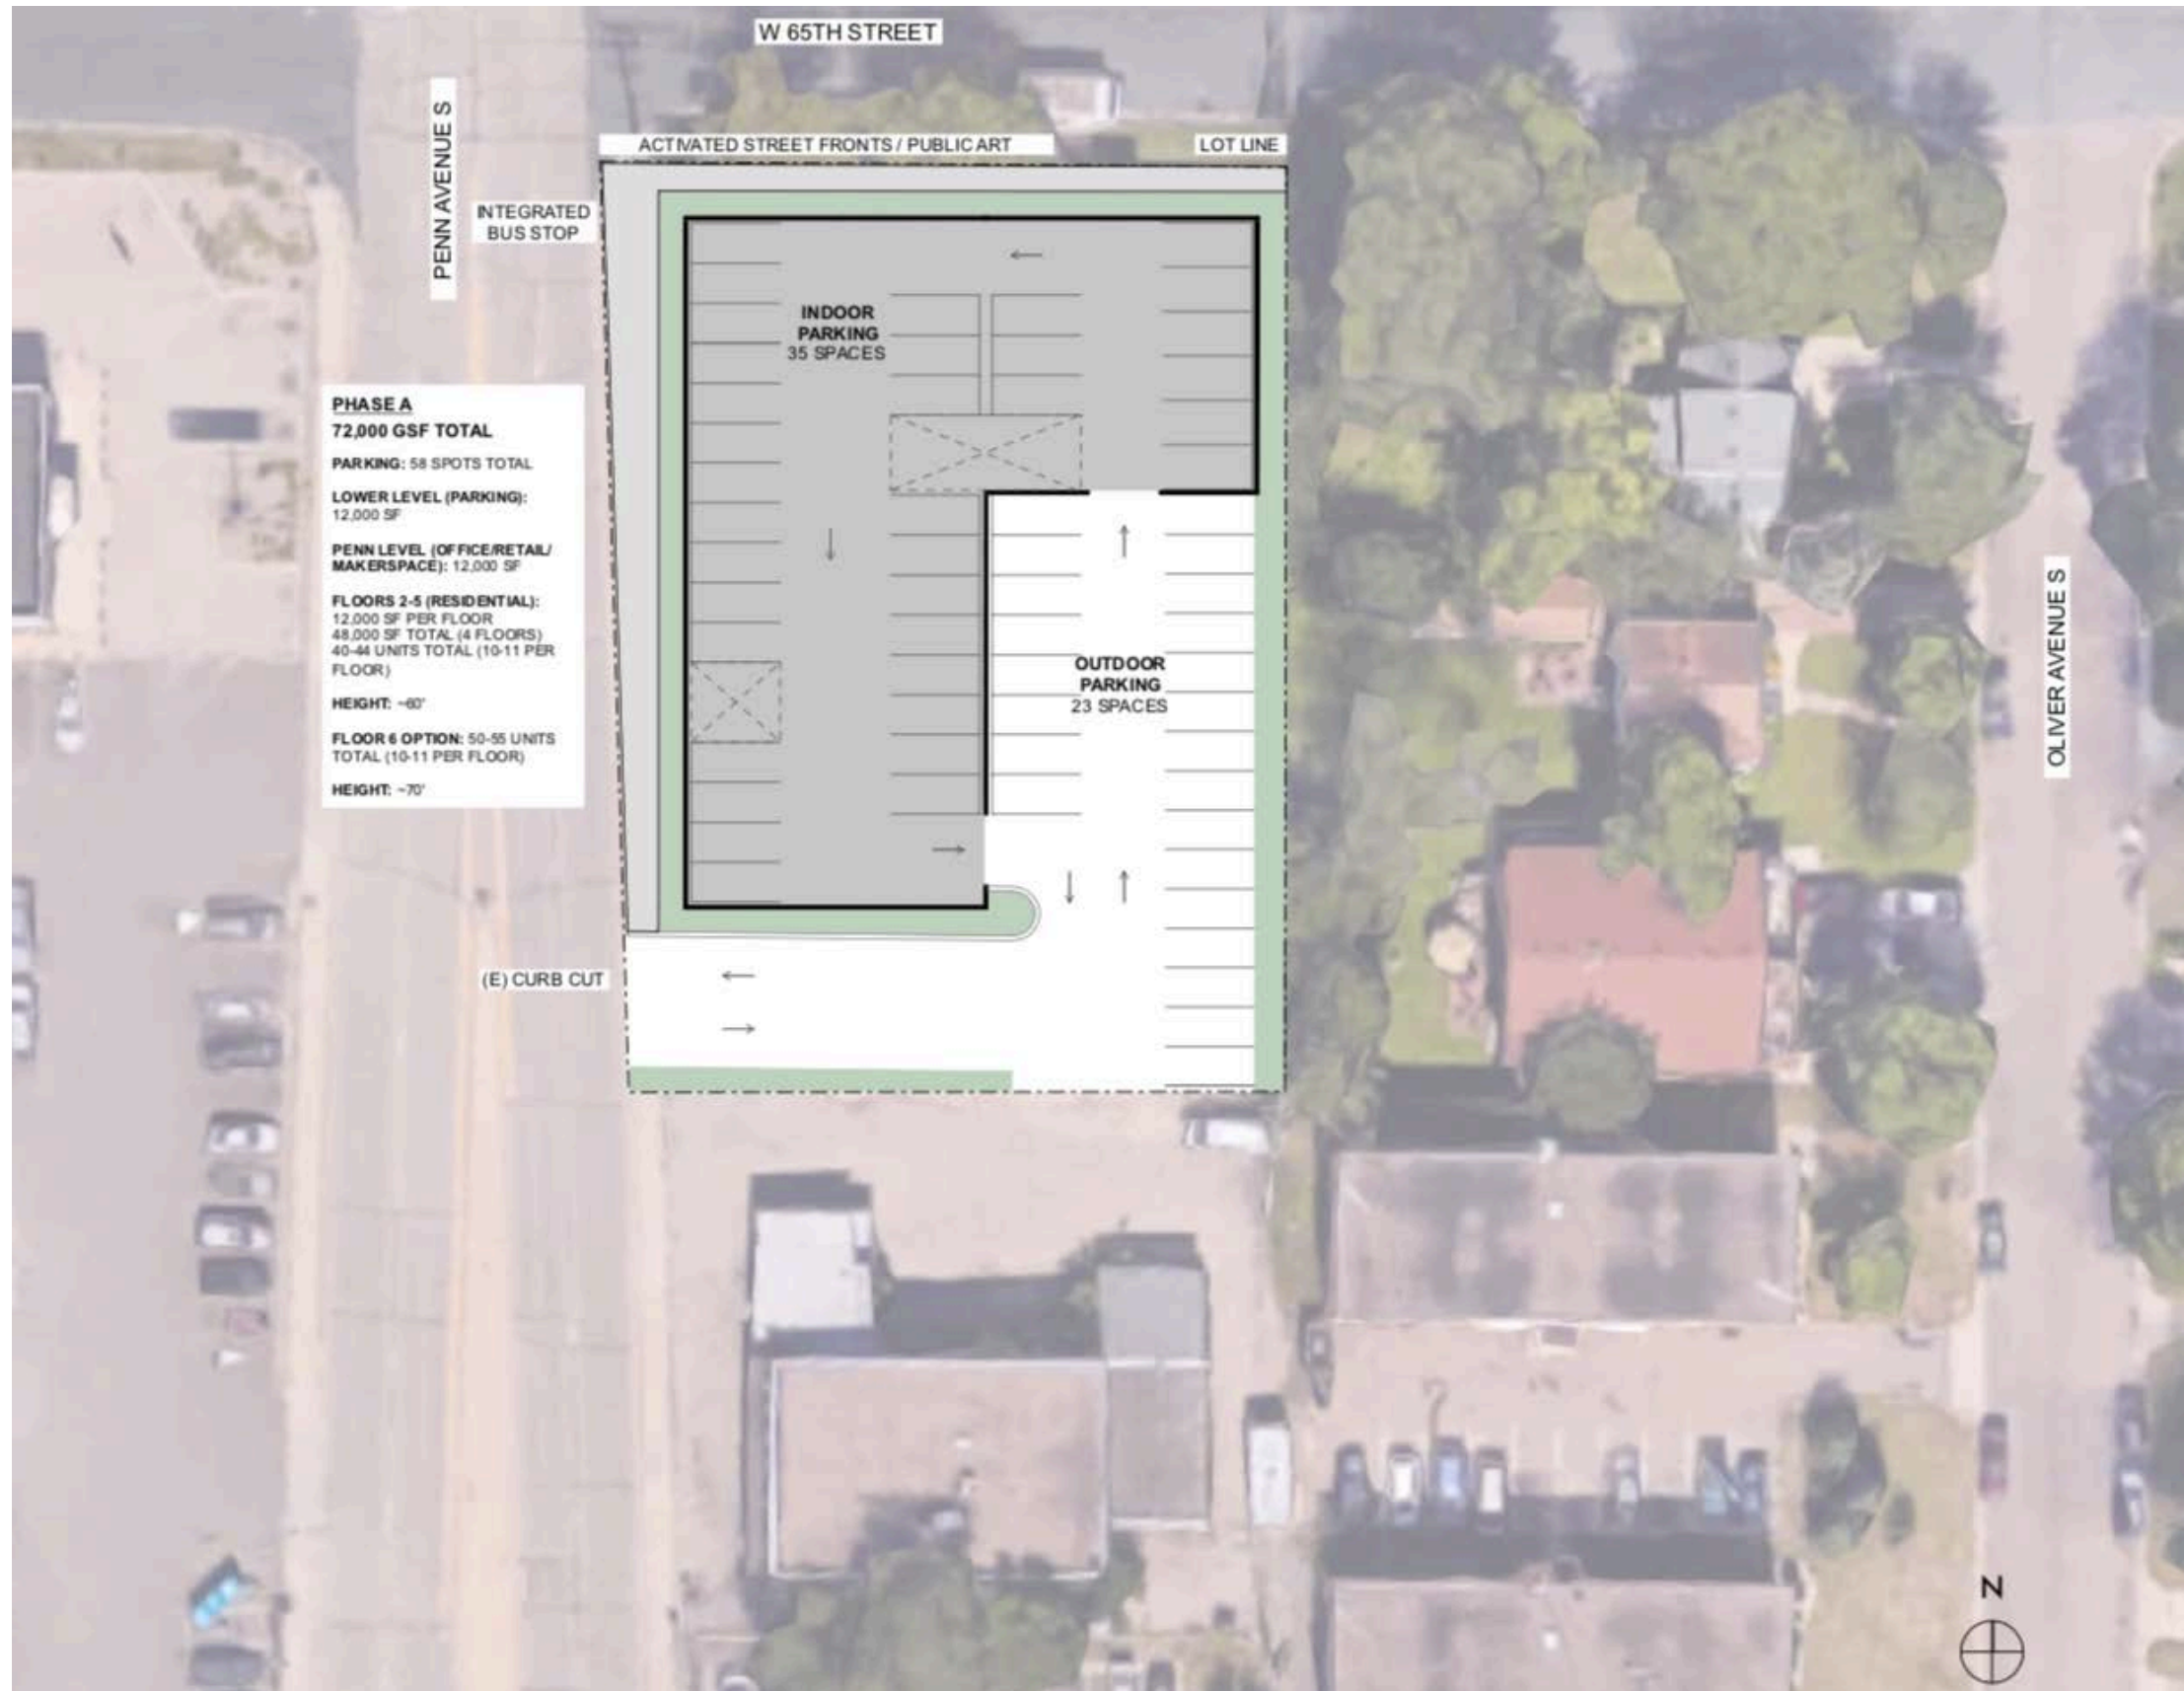 W 65TH STREET
PENN AVENUE S
ACTIVATED STREET FRONTS / PUBLIC ART
LOT LINE
INTEGRATED
BUS STOP
INDOOR
PARKING
35 SPACES
PHASE A
72,000 GSF TOTAL
PARKING: 58 SPOTS TOTAL
LOWER LEVEL (PARKING):
12,000 SF
PENN LEVEL (OFFICE/RETAIL/
MAKERSPACE): 12,000 SF
FLOORS 2-5 (RESIDENTIAL):
12,000 SF PER FLOOR
48,000 SF TOTAL (4 FLOORS)
40-44 UNITS TOTAL (10-11 PER
FLOOR)
HEIGHT: ~60'
FLOOR 6 OPTION: 50-55 UNITS
TOTAL (10-11 PER FLOOR)
HEIGHT: ~70'
OUTDOOR
PARKING
23 SPACES
OLIVER AVENUE S
(E) CURB CUT
N